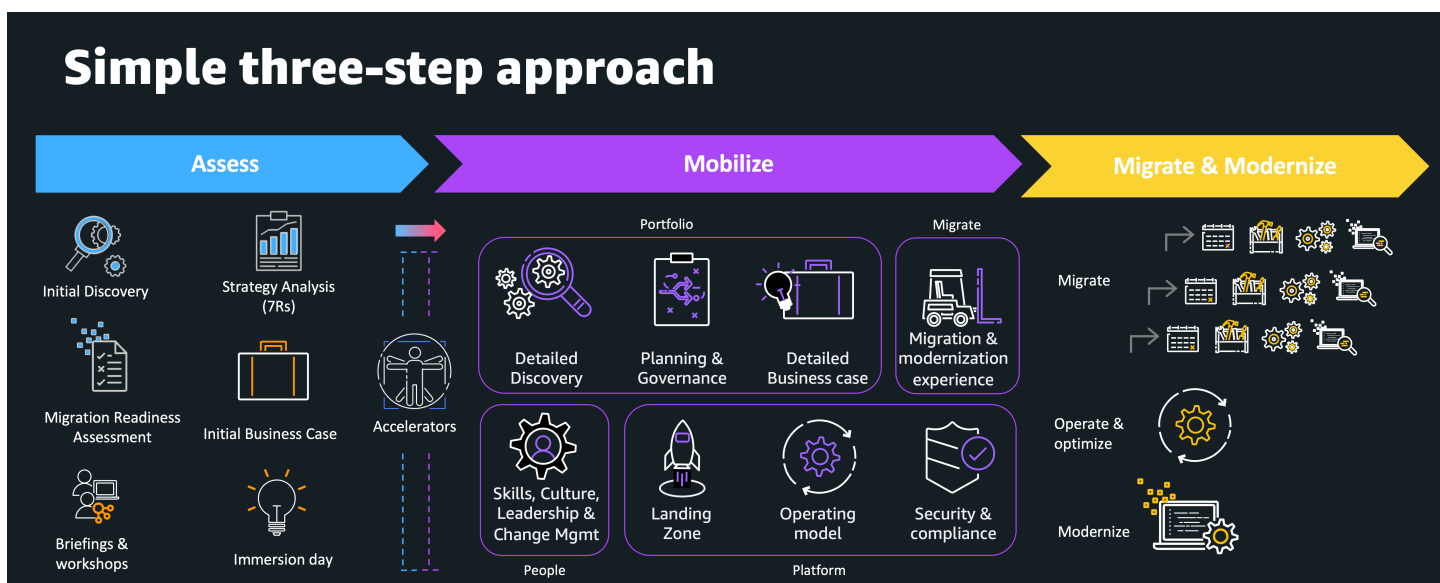 Simple three-step approach
Assess
Mobilize
Migrate & Modernize
Initial Discovery
Strategy Analysis
(7Rs)
Migration Readiness
Assessment
Initial Business Case
Briefings &
workshops
Immersion day
Accelerators
Portfolio
Detailed
Discovery
Planning &
Governance
Detailed
Business case
Migrate
Migration &
modernization
experience
Skills, Culture,
Leadership &
Change Mgmt
People
Landing
Zone
Operating
model
Security &
compliance
Platform
Migrate
Operate &
optimize
Modernize